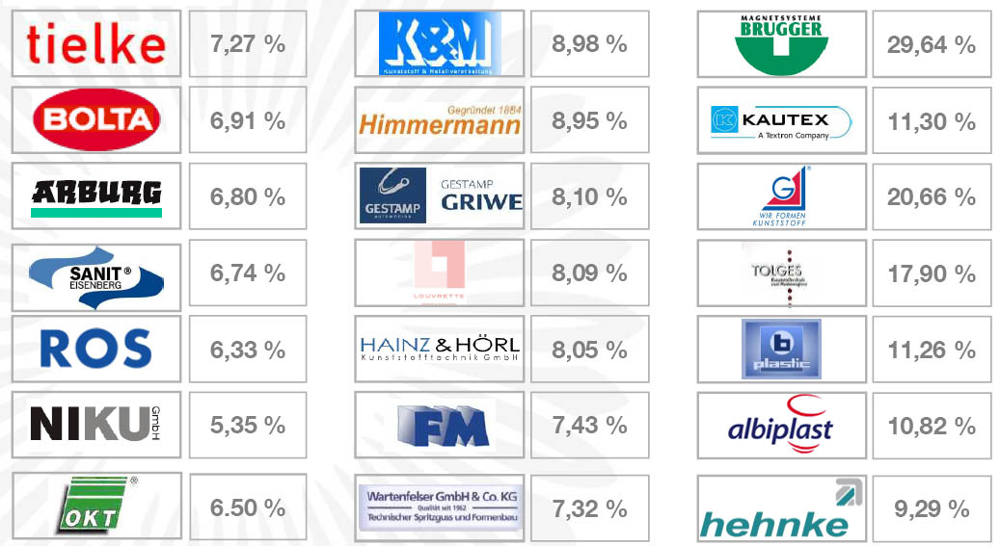 tielke
7,27 %
K&M
Kunststoff & Metallverarbeitung
8,98 %
MAGNETSYSTEME
BRUGGER
29,64 %
BOLTA
6,91 %
Gegründet 1884
Himmermann
8,95 %
K
KAUTEX
A Textron Company
11,30 %
ARBURG
6,80 %
GESTAMP
AUTOMOCION
GESTAMP
GRIWE
8,10 %
G
WIR FORMEN
KUNSTSTOFF
®
20,66 %
SANIT®
EISENBERG
6,74 %
LOUVRETTE
8,09 %
TOLGES
17,90 %
ROS
6,33 %
HAINZ & HÖRL
Kunststofftechnik GmbH
8,05 %
b
plastic
11,26 %
NIKU GmbH
5,35 %
FM
7,43 %
albiplast
10,82 %
OKT ®
6.50 %
Wartenfelser GmbH & Co. KG
Qualität seit 1962
Technischer Spritzguss und Formenbau
7,32 %
hehnke
9,29 %